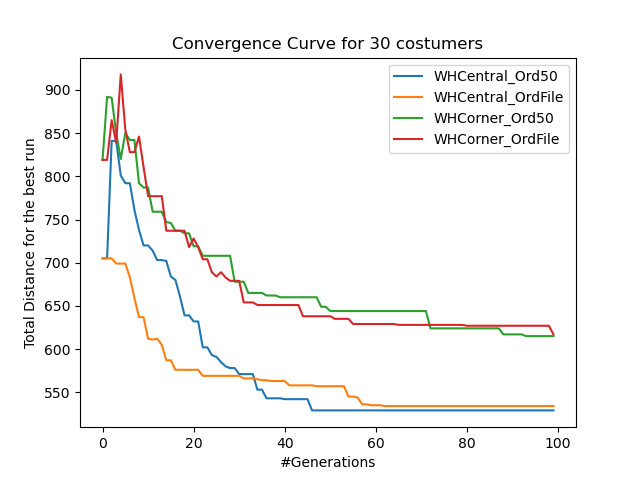 Convergence Curve for 30 costumers
WHCentral_Ord50
WHCentral_OrdFile
WHCorner_Ord50
WHCorner_OrdFile
Total Distance for the best run
900
850
800
750
700
650
600
550
0 20 40 60 80 100
#Generations